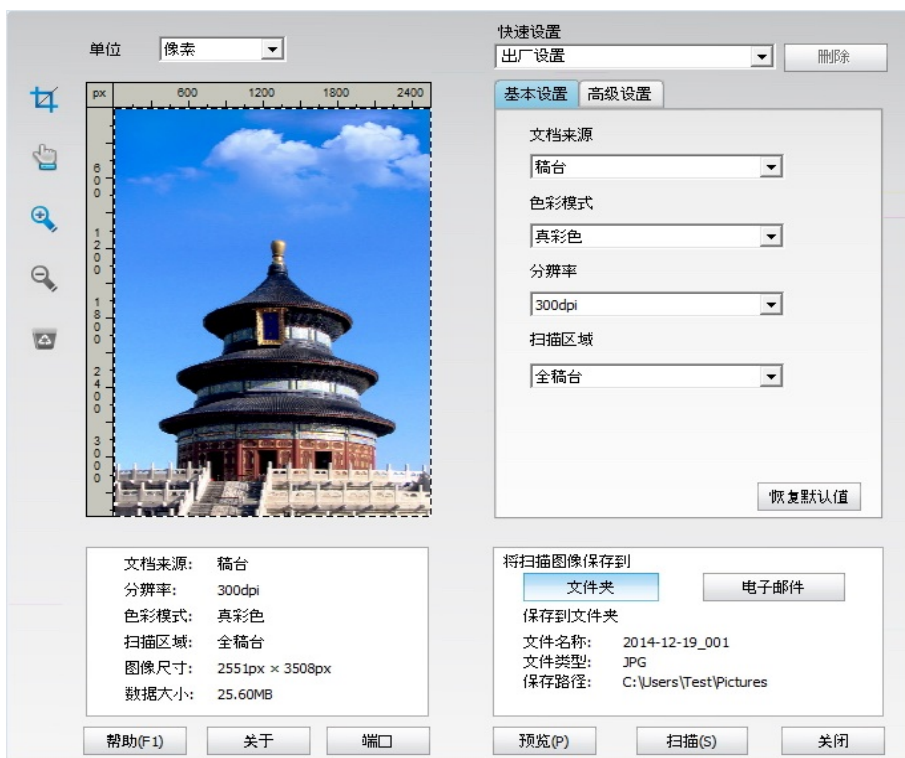 单位 像素
快速设置
出厂设置 删除
px 600 1200 1800 2400
600
1200
1800
2400
3000
基本设置 高级设置
文档来源
稿台
色彩模式
真彩色
分辨率
300dpi
扫描区域
全稿台
恢复默认值
文档来源: 稿台
分辨率: 300dpi
色彩模式: 真彩色
扫描区域: 全稿台
图像尺寸: 2551px × 3508px
数据大小: 25.60MB
将扫描图像保存到
文件夹 电子邮件
保存到文件夹
文件名称: 2014-12-19_001
文件类型: JPG
保存路径: C:\Users\Test\Pictures
帮助(F1) 关于 端口 预览(P) 扫描(S) 关闭